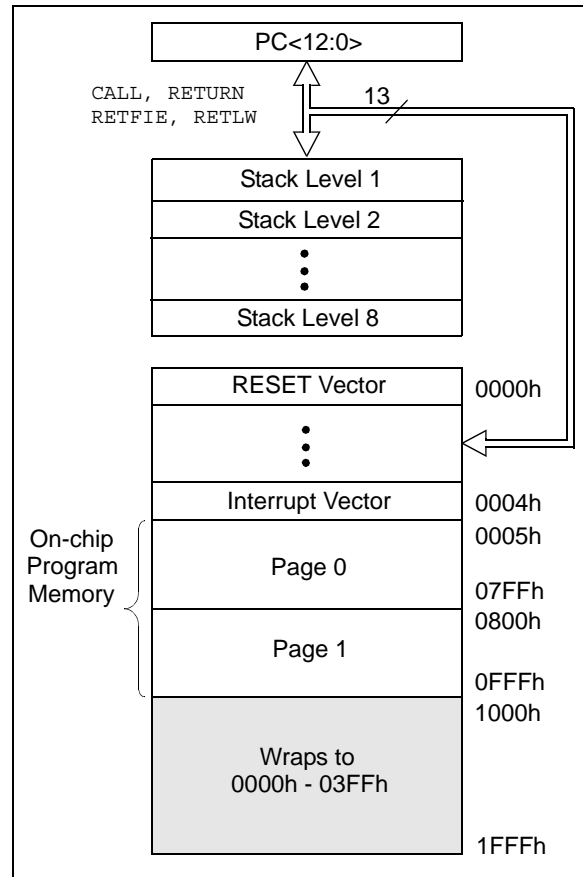 PC<12:0>
CALL, RETURN
RETFIE, RETLW
13
Stack Level 1
Stack Level 2
Stack Level 8
RESET Vector
0000h
Interrupt Vector
0004h
On-chip
Program
Memory
0005h
Page 0
07FFh
0800h
Page 1
0FFFh
1000h
Wraps to
0000h - 03FFh
1FFFh